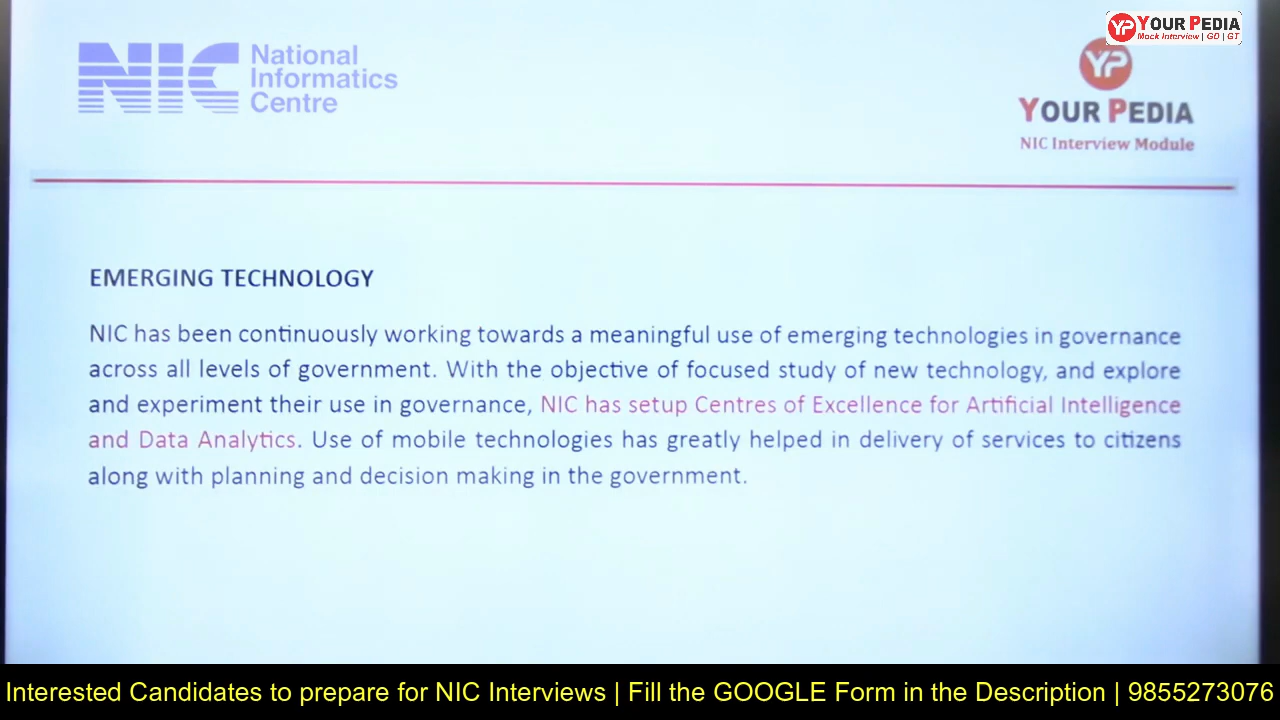 YOUR PEDIA
Mock Interview | GD | GT
NIC
National
Informatics
Centre
YP
YOUR PEDIA
NIC Interview Module
EMERGING TECHNOLOGY
NIC has been continuously working towards a meaningful use of emerging technologies in governance
across all levels of government. With the objective of focused study of new technology, and explore
and experiment their use in governance, NIC has setup Centres of Excellence for Artificial Intelligence
and Data Analytics. Use of mobile technologies has greatly helped in delivery of services to citizens
along with planning and decision making in the government.
Interested Candidates to prepare for NIC Interviews | Fill the GOOGLE Form in the Description | 9855273076